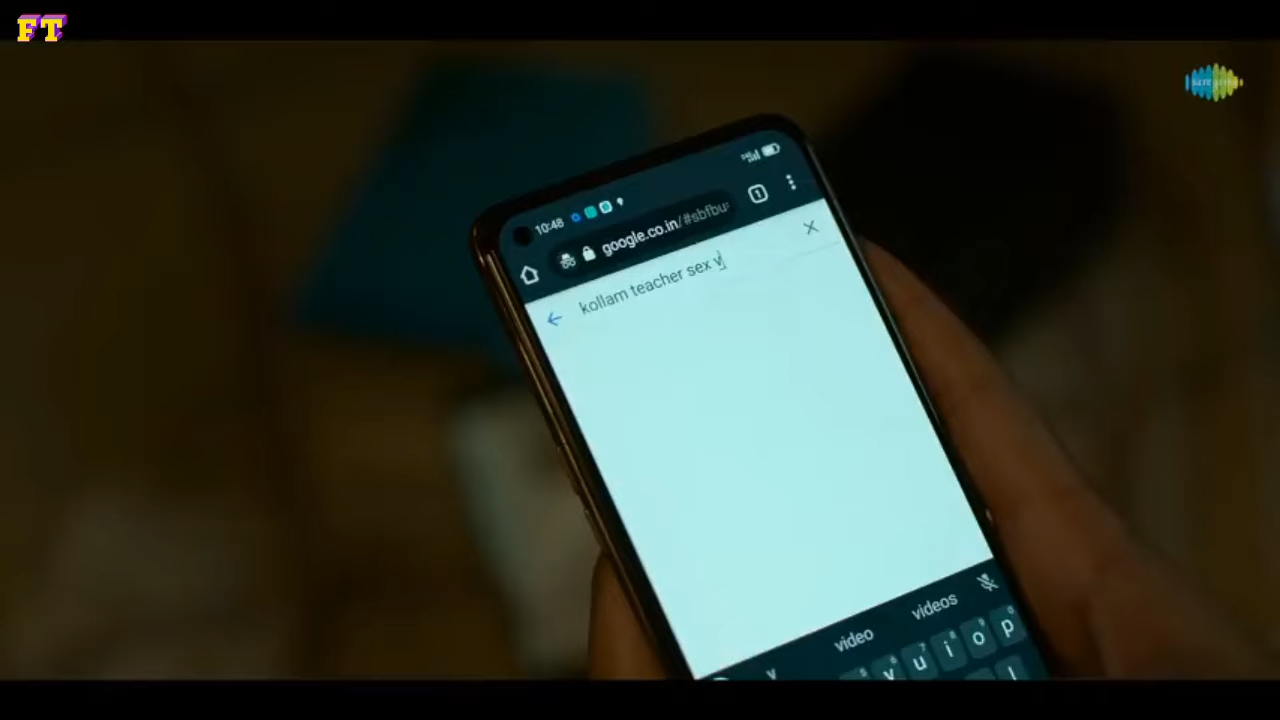 FT
10:48
google.co.in/#sbfbu
kollam teacher sex v
v video videos
y u i o p
l